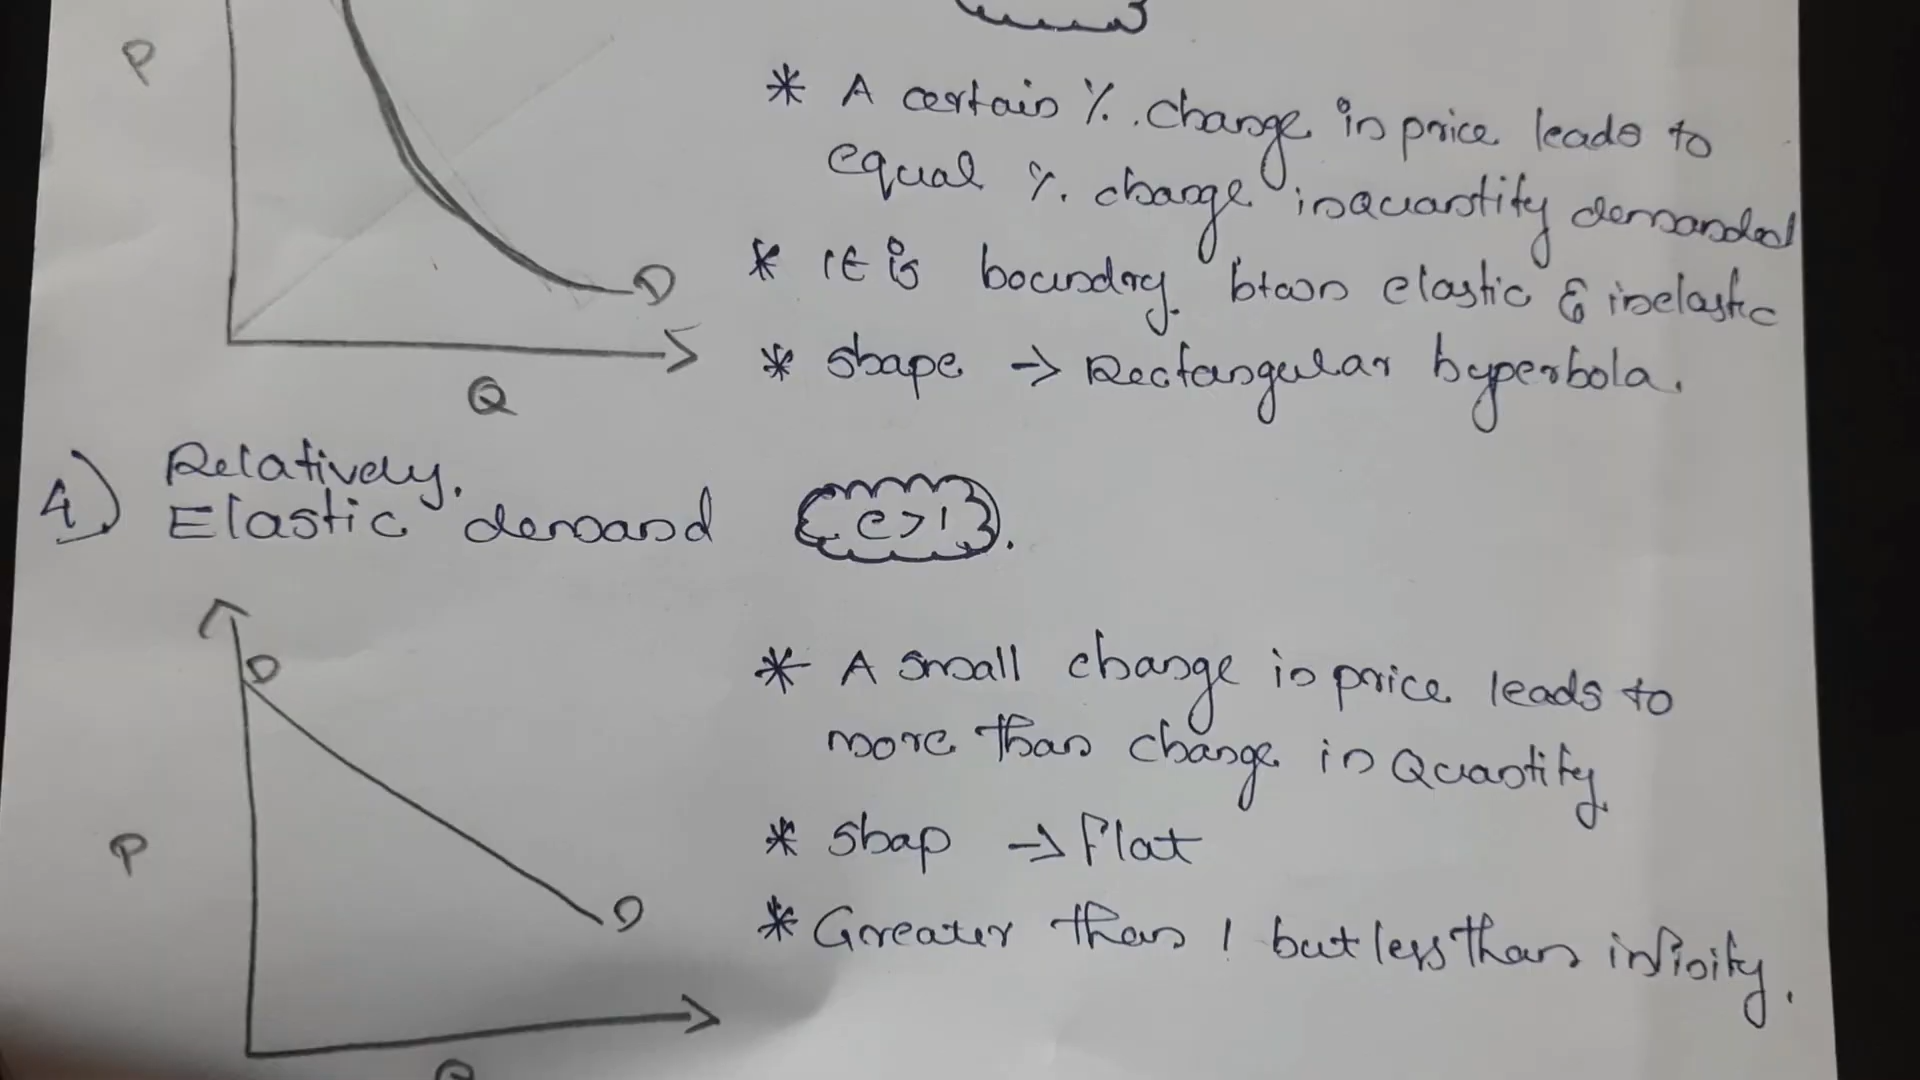 P
* A certain %. change in price leads to
equal %. change in quantity demanded
* it is boundry btwn elastic & inelastic
D
* shape -> Rectangular hyperbola.
Q
4) Relatively.
Elastic demand e>1.
D
* A small change in price leads to
more than change in Quantity.
P
* shap -> Flat
D
* Greater than 1 but less than infinity.
Q